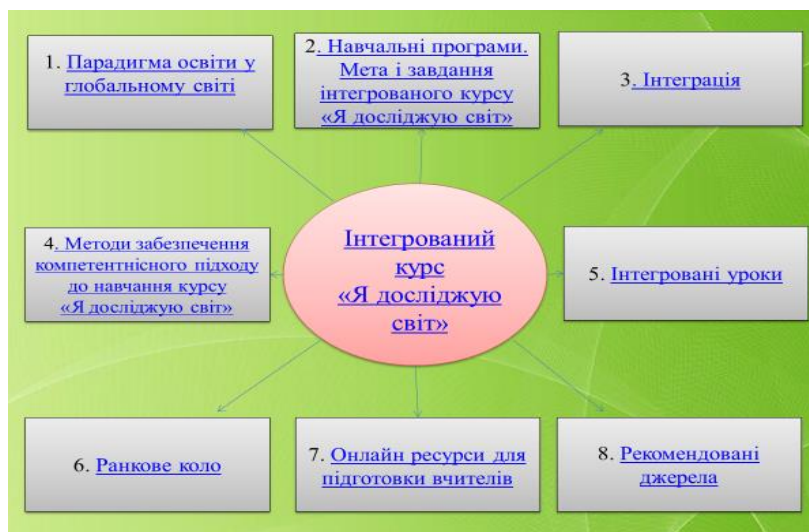 1. Парадигма освіти у
глобальному світі
2. Навчальні програми.
Мета і завдання
інтегрованого курсу
«Я досліджую світ»
3. Інтеграція
Інтегрований
курс
«Я досліджую
світ»
4. Методи забезпечення
компетентнісного підходу
до навчання курсу
«Я досліджую світ»
5. Інтегровані уроки
6. Ранкове коло
7. Онлайн ресурси для
підготовки вчителів
8. Рекомендовані
джерела